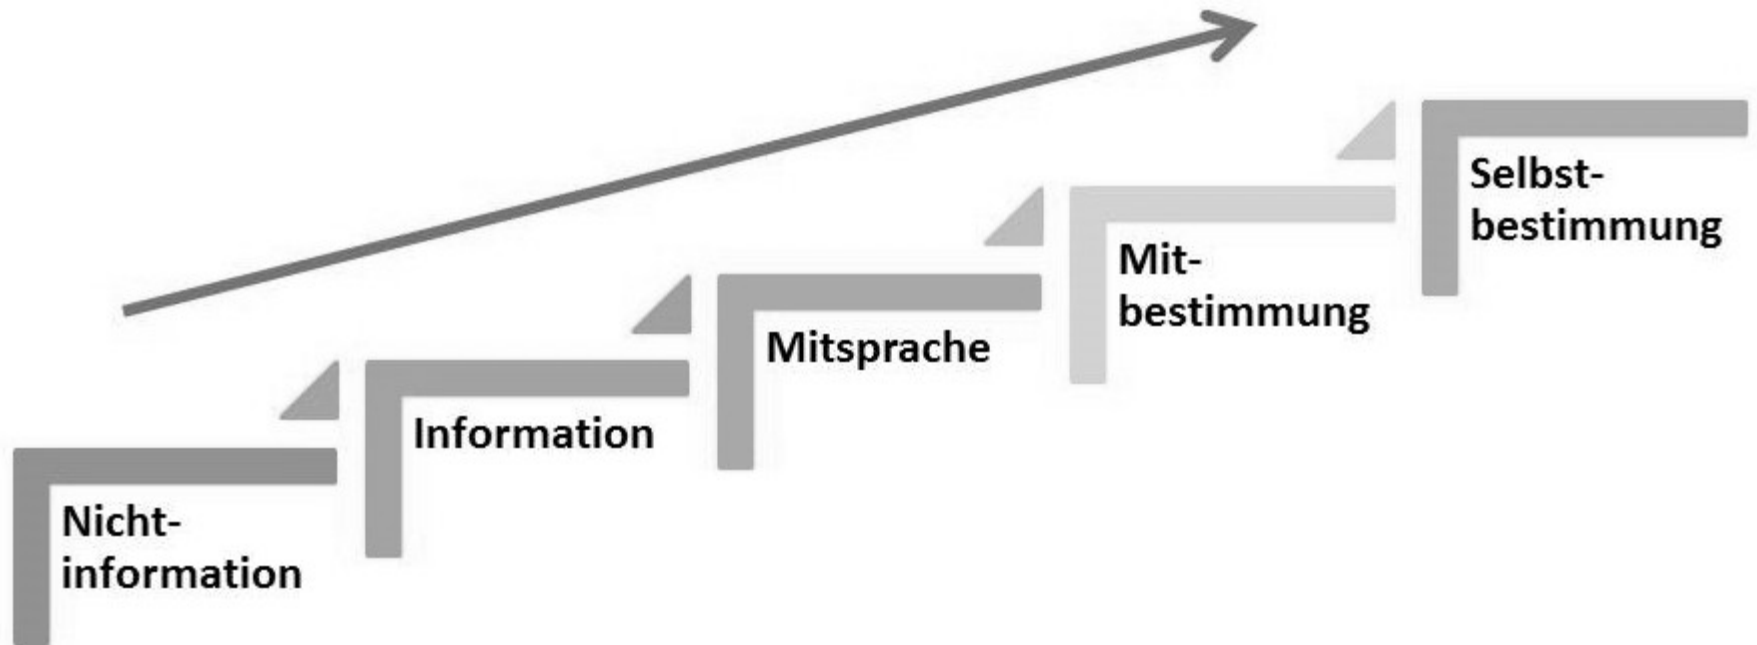 Nicht-
information
Information
Mitsprache
Mit-
bestimmung
Selbst-
bestimmung